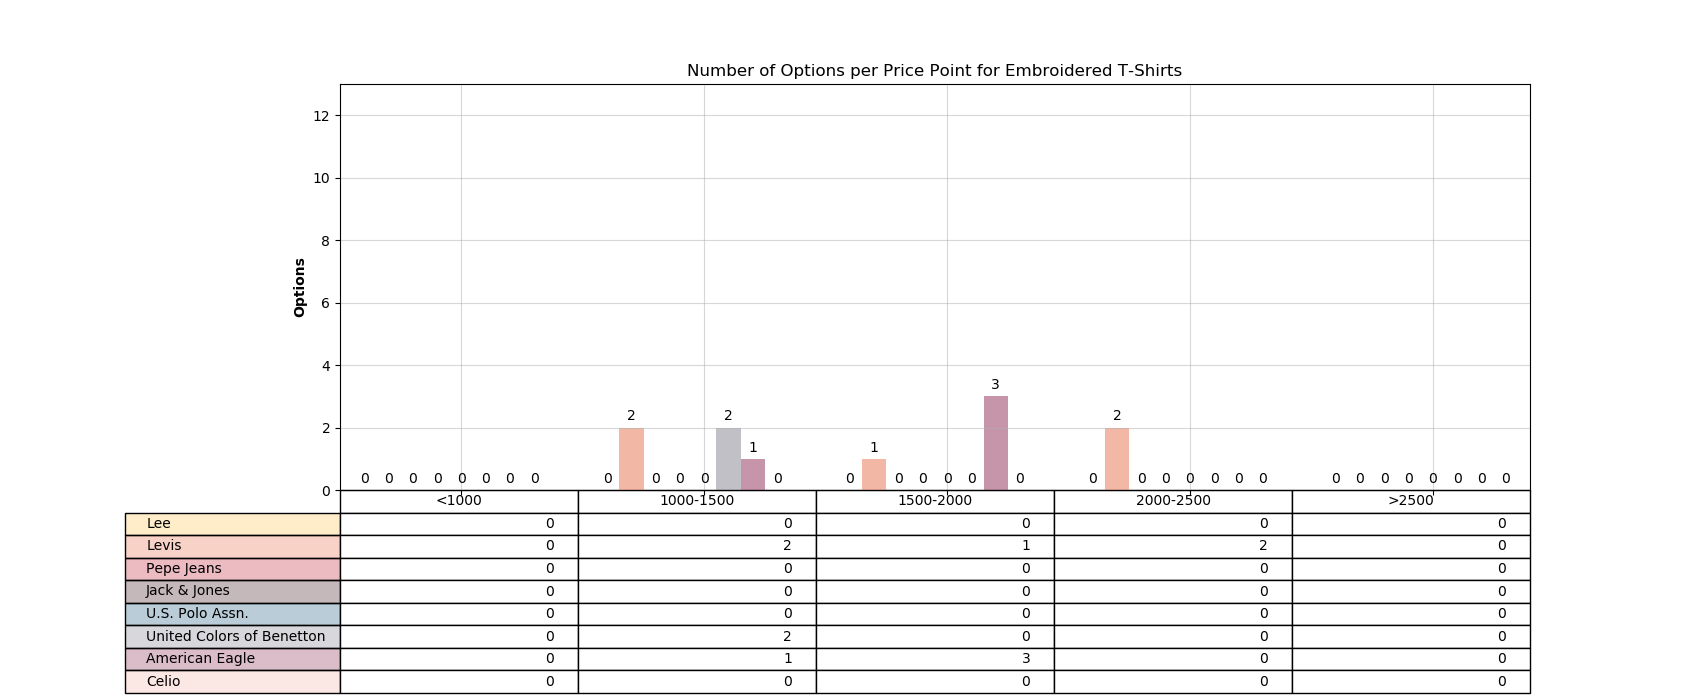 Number of Options per Price Point for Embroidered T-Shirts
12
10
8
6
4
2
0
Options
0 0 0 0 0 0 0 0 0 2 0 0 0 2 1 0 0 1 0 0 0 0 3 0 0 2 0 0 0 0 0 0 0 0 0 0 0 0 0 0
<1000 1000-1500 1500-2000 2000-2500 >2500
Lee 0 0 0 0 0
Levis 0 2 1 2 0
Pepe Jeans 0 0 0 0 0
Jack & Jones 0 0 0 0 0
U.S. Polo Assn. 0 0 0 0 0
United Colors of Benetton 0 2 0 0 0
American Eagle 0 1 3 0 0
Celio 0 0 0 0 0